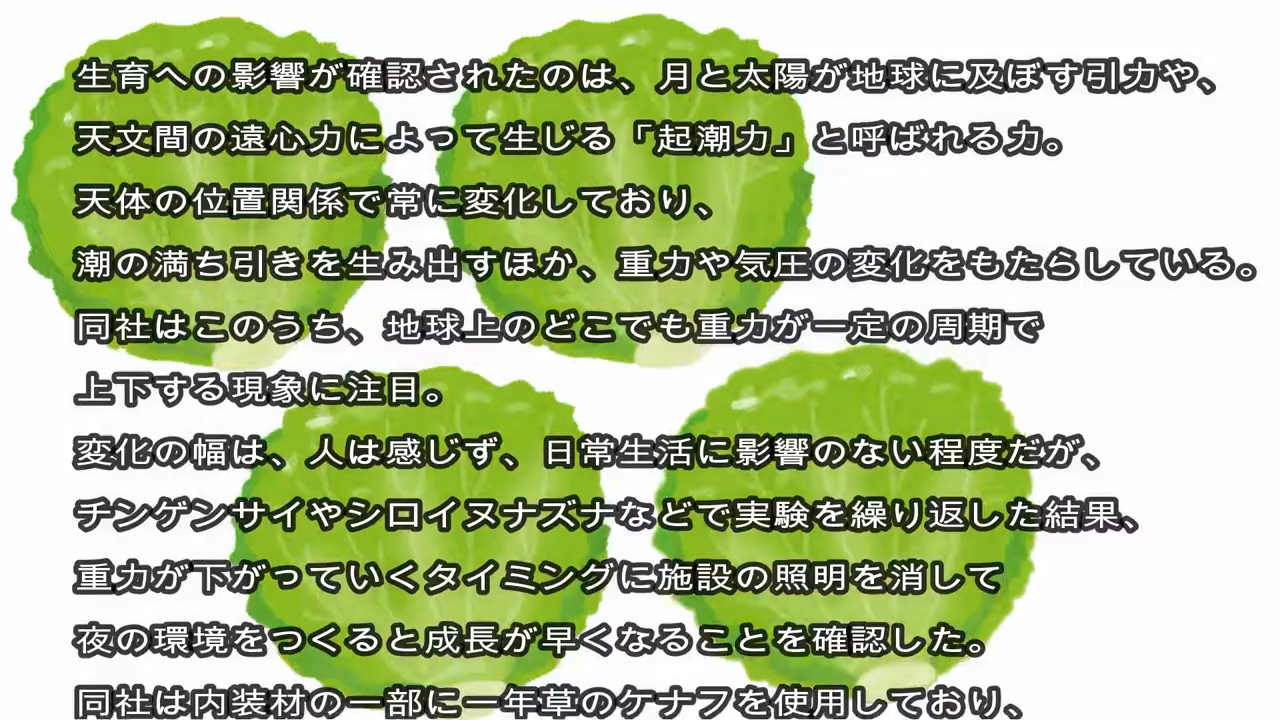 生育への影響が確認されたのは、月と太陽が地球に及ぼす引力や、
天文間の遠心力によって生じる「起潮力」と呼ばれる力。
天体の位置関係で常に変化しており、
潮の満ち引きを生み出すほか、重力や気圧の変化をもたらしている。
同社はこのうち、地球上のどこでも重力が一定の周期で
上下する現象に注目。
変化の幅は、人は感じず、日常生活に影響のない程度だが、
チンゲンサイやシロイヌナズナなどで実験を繰り返した結果、
重力が下がっていくタイミングに施設の照明を消して
夜の環境をつくると成長が早くなることを確認した。
同社は内装材の一部に一年草のケナフを使用しており、